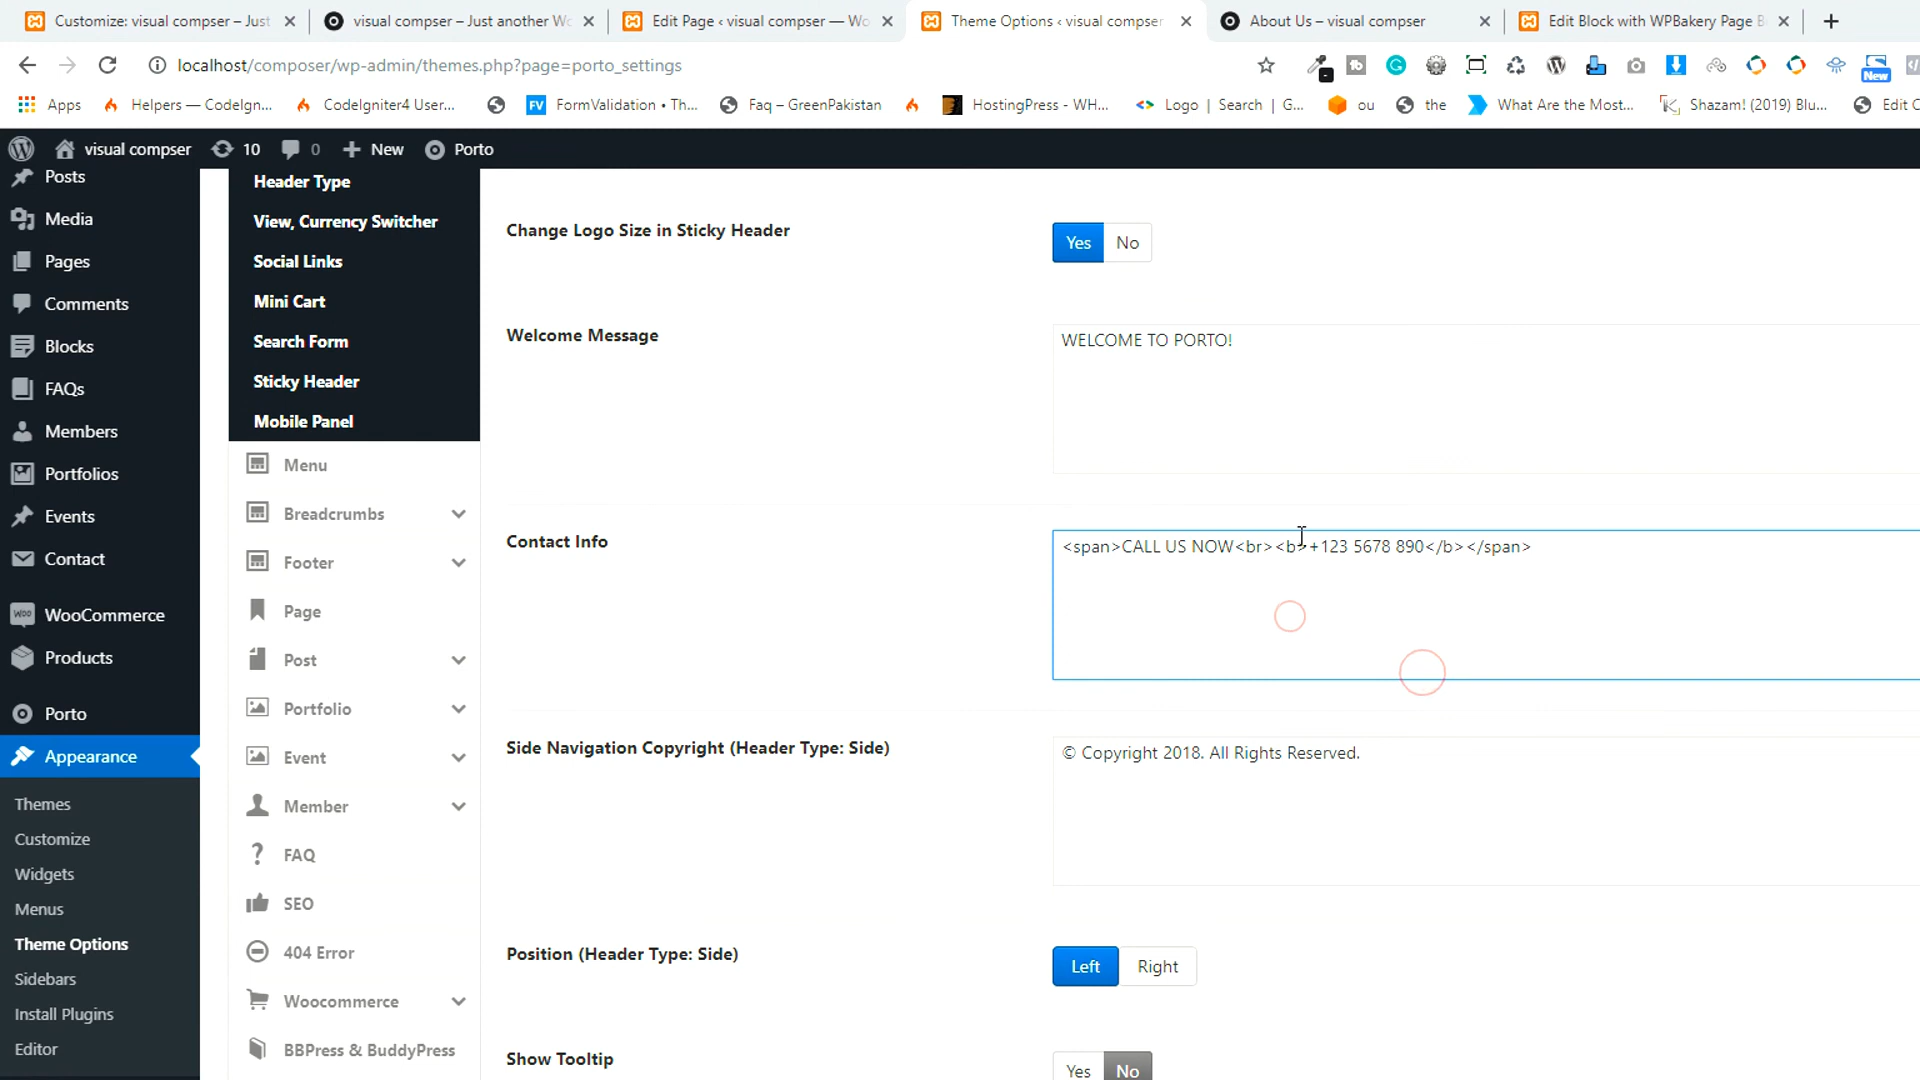 Customize: visual compser – Just
visual compser – Just another Wo
Edit Page ‹ visual compser — Wo
Theme Options ‹ visual compser
About Us – visual compser
Edit Block with WPBakery Page B
localhost/composer/wp-admin/themes.php?page=porto_settings
New
Apps
Helpers — CodeIgn...
CodeIgniter4 User...
FV
FormValidation • Th...
Faq – GreenPakistan
HostingPress - WH...
Logo | Search | G...
ou
the
What Are the Most...
Shazam! (2019) Blu...
Edit C
visual compser
10
0
New
Porto
Posts
Media
Pages
Comments
Blocks
FAQs
Members
Portfolios
Events
Contact
WooCommerce
Products
Porto
Appearance
Themes
Customize
Widgets
Menus
Theme Options
Sidebars
Install Plugins
Editor
Header Type
View, Currency Switcher
Social Links
Mini Cart
Search Form
Sticky Header
Mobile Panel
Menu
Breadcrumbs
Footer
Page
Post
Portfolio
Event
Member
FAQ
SEO
404 Error
Woocommerce
BBPress & BuddyPress
Change Logo Size in Sticky Header
Yes No
Welcome Message
WELCOME TO PORTO!
Contact Info
<span>CALL US NOW<br><b>+123 5678 890</b></span>
Side Navigation Copyright (Header Type: Side)
© Copyright 2018. All Rights Reserved.
Position (Header Type: Side)
Left Right
Show Tooltip
Yes No